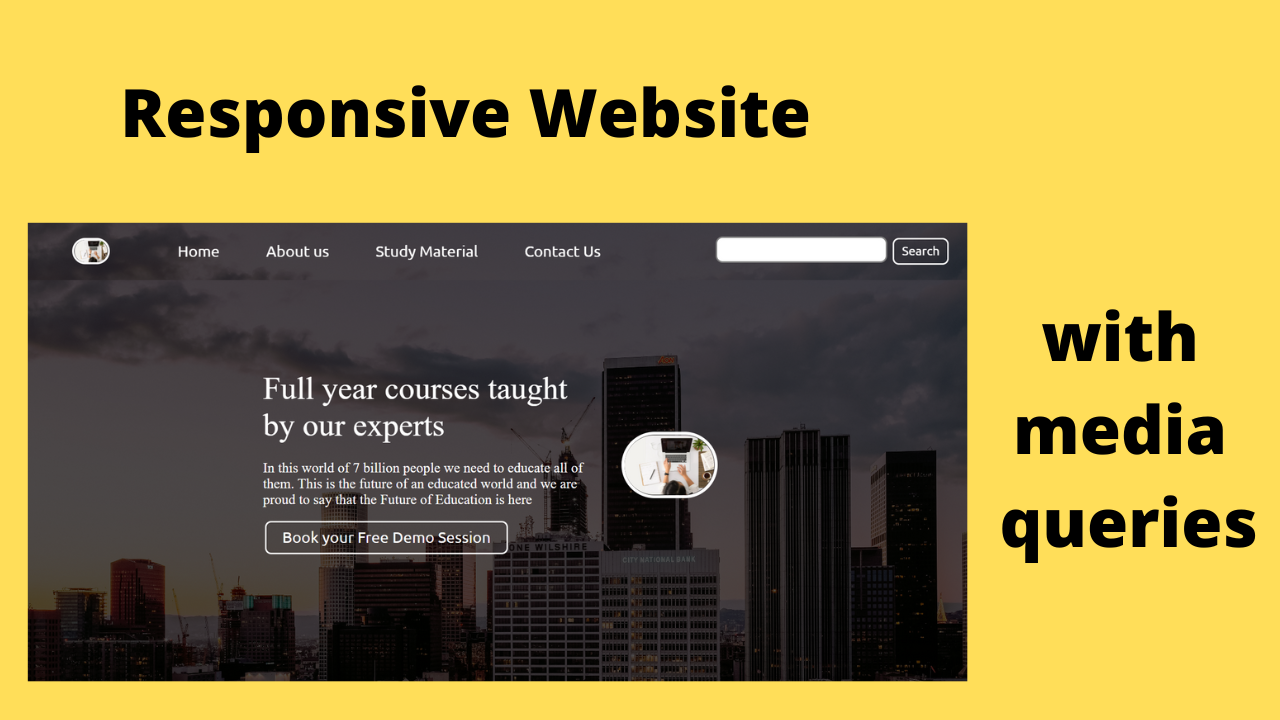 Responsive Website
Home About us Study Material Contact Us Search
Full year courses taught
by our experts
In this world of 7 billion people we need to educate all of
them. This is the future of an educated world and we are
proud to say that the Future of Education is here
Book your Free Demo Session
ONE WILSHIRE
CITY NATIONAL BANK
with
media
queries